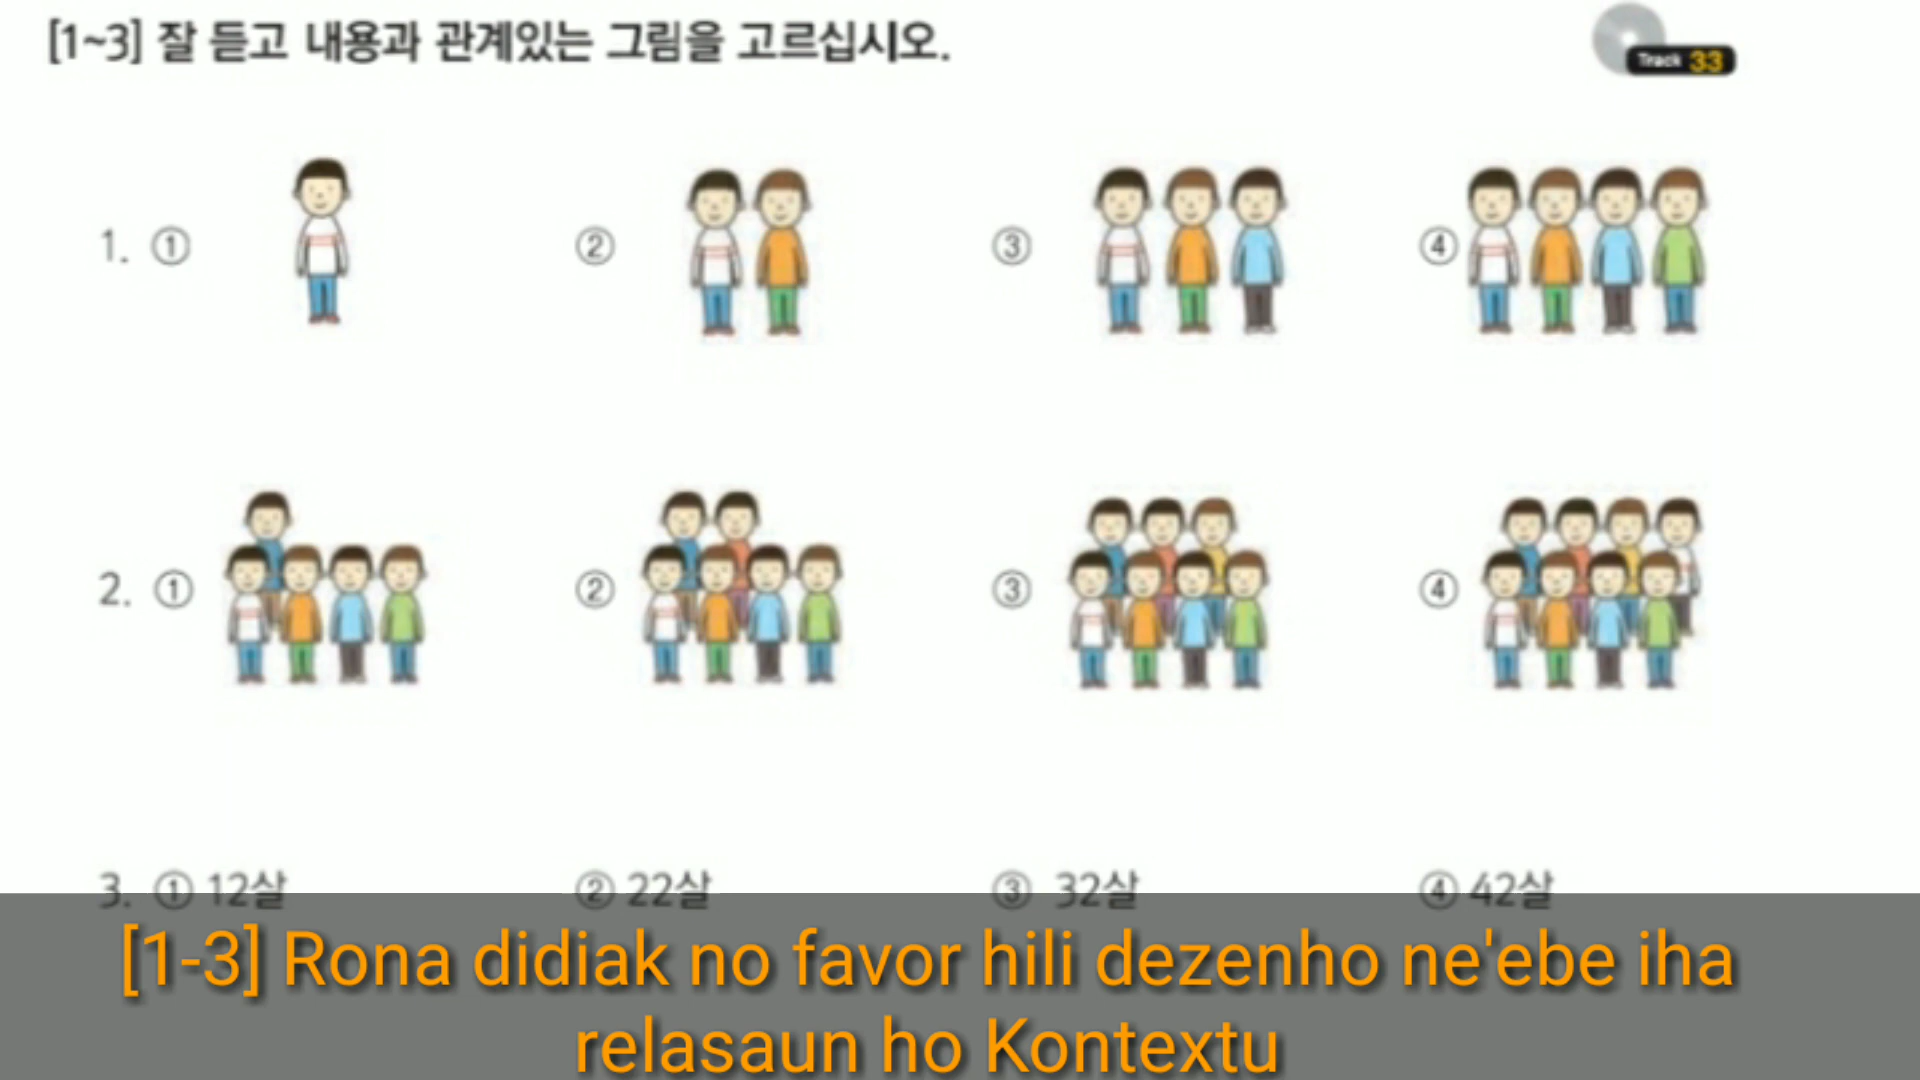 [1~3] 잘 듣고 내용과 관계있는 그림을 고르십시오.
Track 33
1. ① ② ③ ④
2. ① ② ③ ④
3. ① 12살 ② 22살 ③ 32살 ④ 42살
[1-3] Rona didiak no favor hili dezenho ne'ebe iha
relasaun ho Kontextu